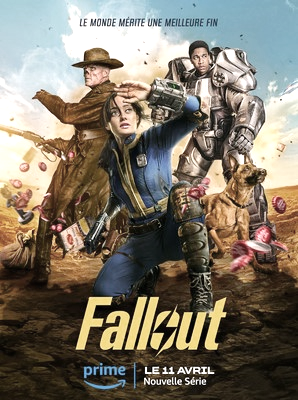 LE MONDE MÉRITE UNE MEILLEURE FIN
Fallout
prime
LE 11 AVRIL
Nouvelle Série